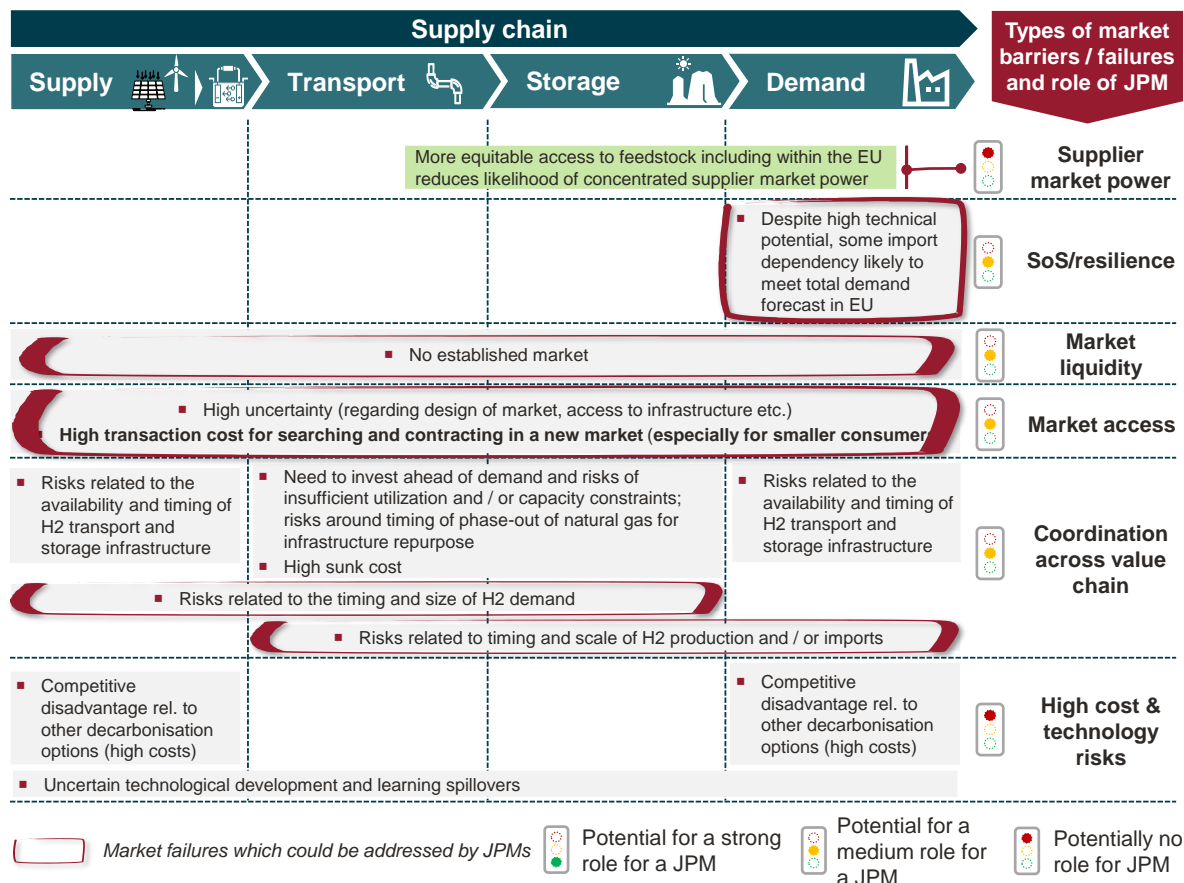 Supply chain
Types of market
barriers / failures
and role of JPM
Supply
Transport
Storage
Demand
More equitable access to feedstock including within the EU
reduces likelihood of concentrated supplier market power
Supplier
market power
▪ Despite high technical
potential, some import
dependency likely to
meet total demand
forecast in EU
SoS/resilience
▪ No established market
Market
liquidity
▪ High uncertainty (regarding design of market, access to infrastructure etc.)
▪ High transaction cost for searching and contracting in a new market (especially for smaller consumer
Market access
▪ Risks related to the
availability and timing of
H2 transport and
storage infrastructure
▪ Need to invest ahead of demand and risks of
insufficient utilization and / or capacity constraints;
risks around timing of phase-out of natural gas for
infrastructure repurpose
▪ High sunk cost
▪ Risks related to the
availability and timing of
H2 transport and
storage infrastructure
Coordination
across value
chain
▪ Risks related to the timing and size of H2 demand
▪ Risks related to timing and scale of H2 production and / or imports
▪ Competitive
disadvantage rel. to
other decarbonisation
options (high costs)
▪ Competitive
disadvantage rel. to
other decarbonisation
options (high costs)
High cost &
technology
risks
▪ Uncertain technological development and learning spillovers
Market failures which could be addressed by JPMs
Potential for a strong
role for a JPM
Potential for a
medium role for
a JPM
Potentially no
role for JPM